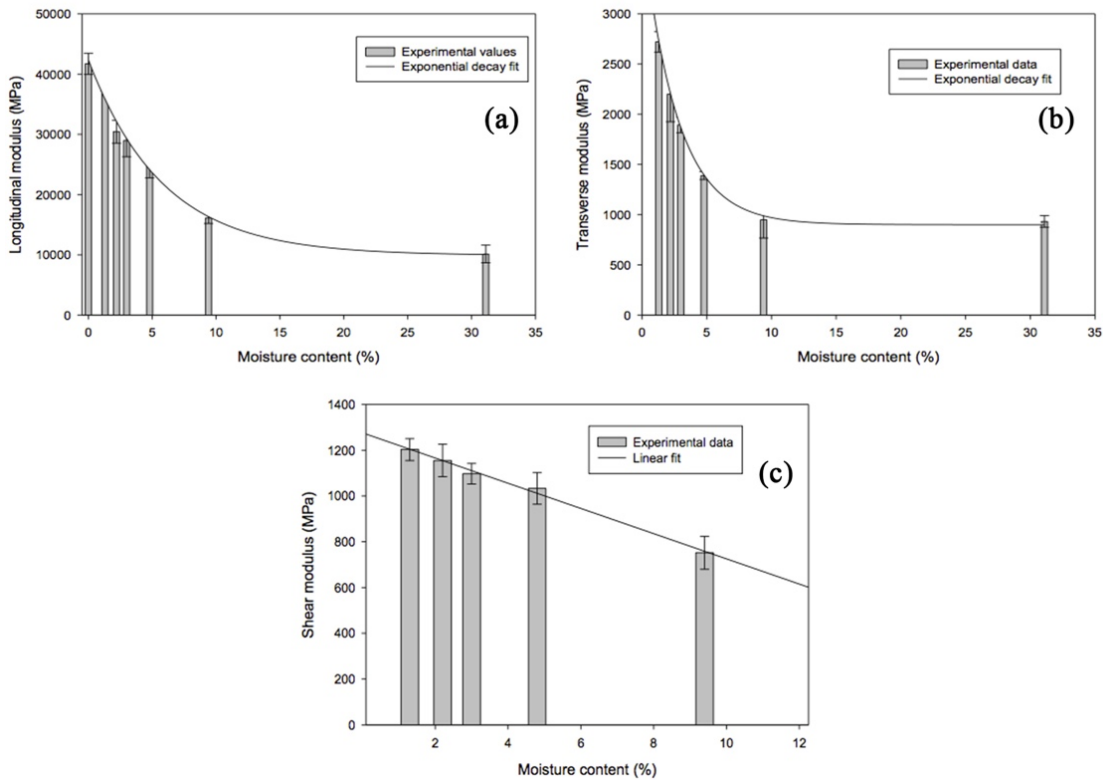 50000
40000
30000
20000
10000
0
Longitudinal modulus (MPa)
Experimental values
Exponential decay fit
(a)
0 5 10 15 20 25 30 35
Moisture content (%)
3000
2500
2000
1500
1000
500
0
Transverse modulus (MPa)
Experimental data
Exponential decay fit
(b)
0 5 10 15 20 25 30 35
Moisture content (%)
1400
1200
1000
800
600
400
200
0
Shear modulus (MPa)
Experimental data
Linear fit
(c)
2 4 6 8 10 12
Moisture content (%)